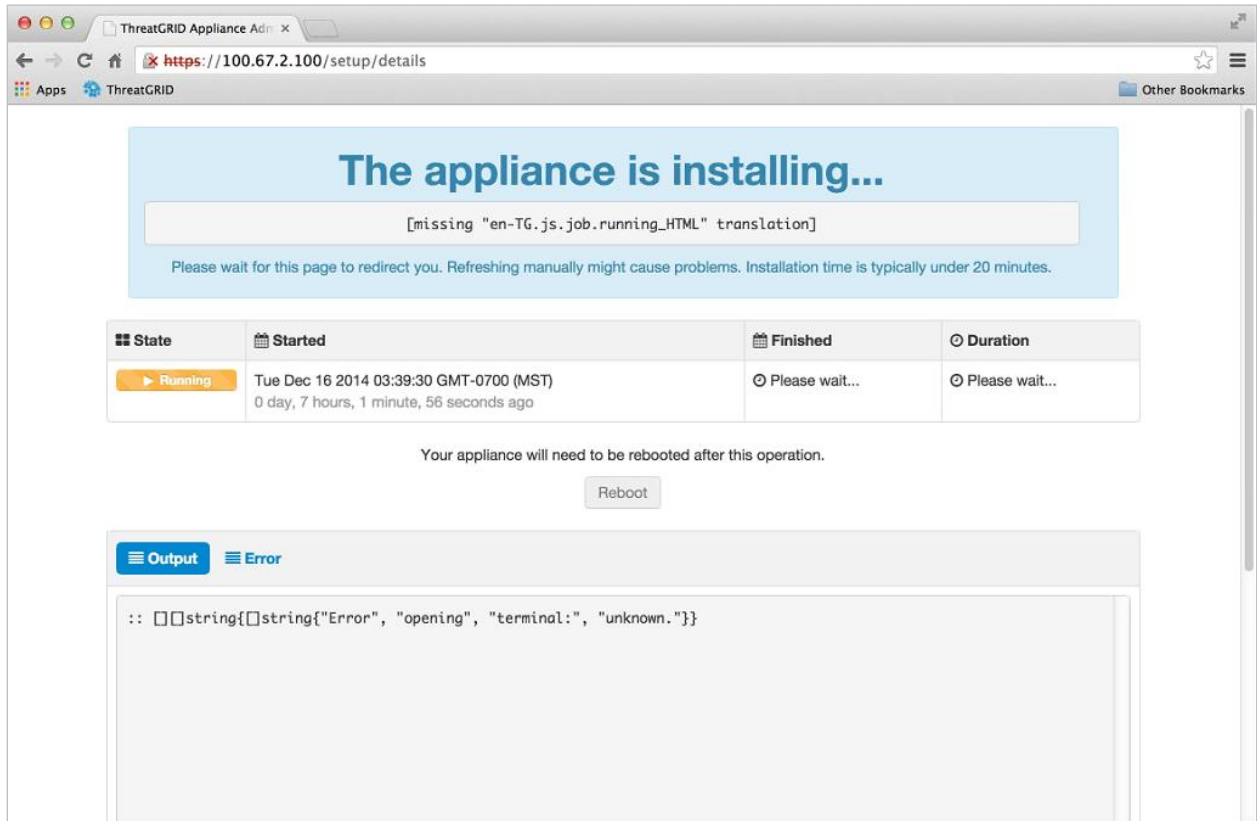 ThreatGRID Appliance Adm
https://100.67.2.100/setup/details
Apps ThreatGRID Other Bookmarks
The appliance is installing...
[missing "en-TG.js.job.running_HTML" translation]
Please wait for this page to redirect you. Refreshing manually might cause problems. Installation time is typically under 20 minutes.
State Started Finished Duration
Running Tue Dec 16 2014 03:39:30 GMT-0700 (MST) Please wait... Please wait...
0 day, 7 hours, 1 minute, 56 seconds ago
Your appliance will need to be rebooted after this operation.
Reboot
Output Error
:: [][]string{[]string{"Error", "opening", "terminal:", "unknown."}}